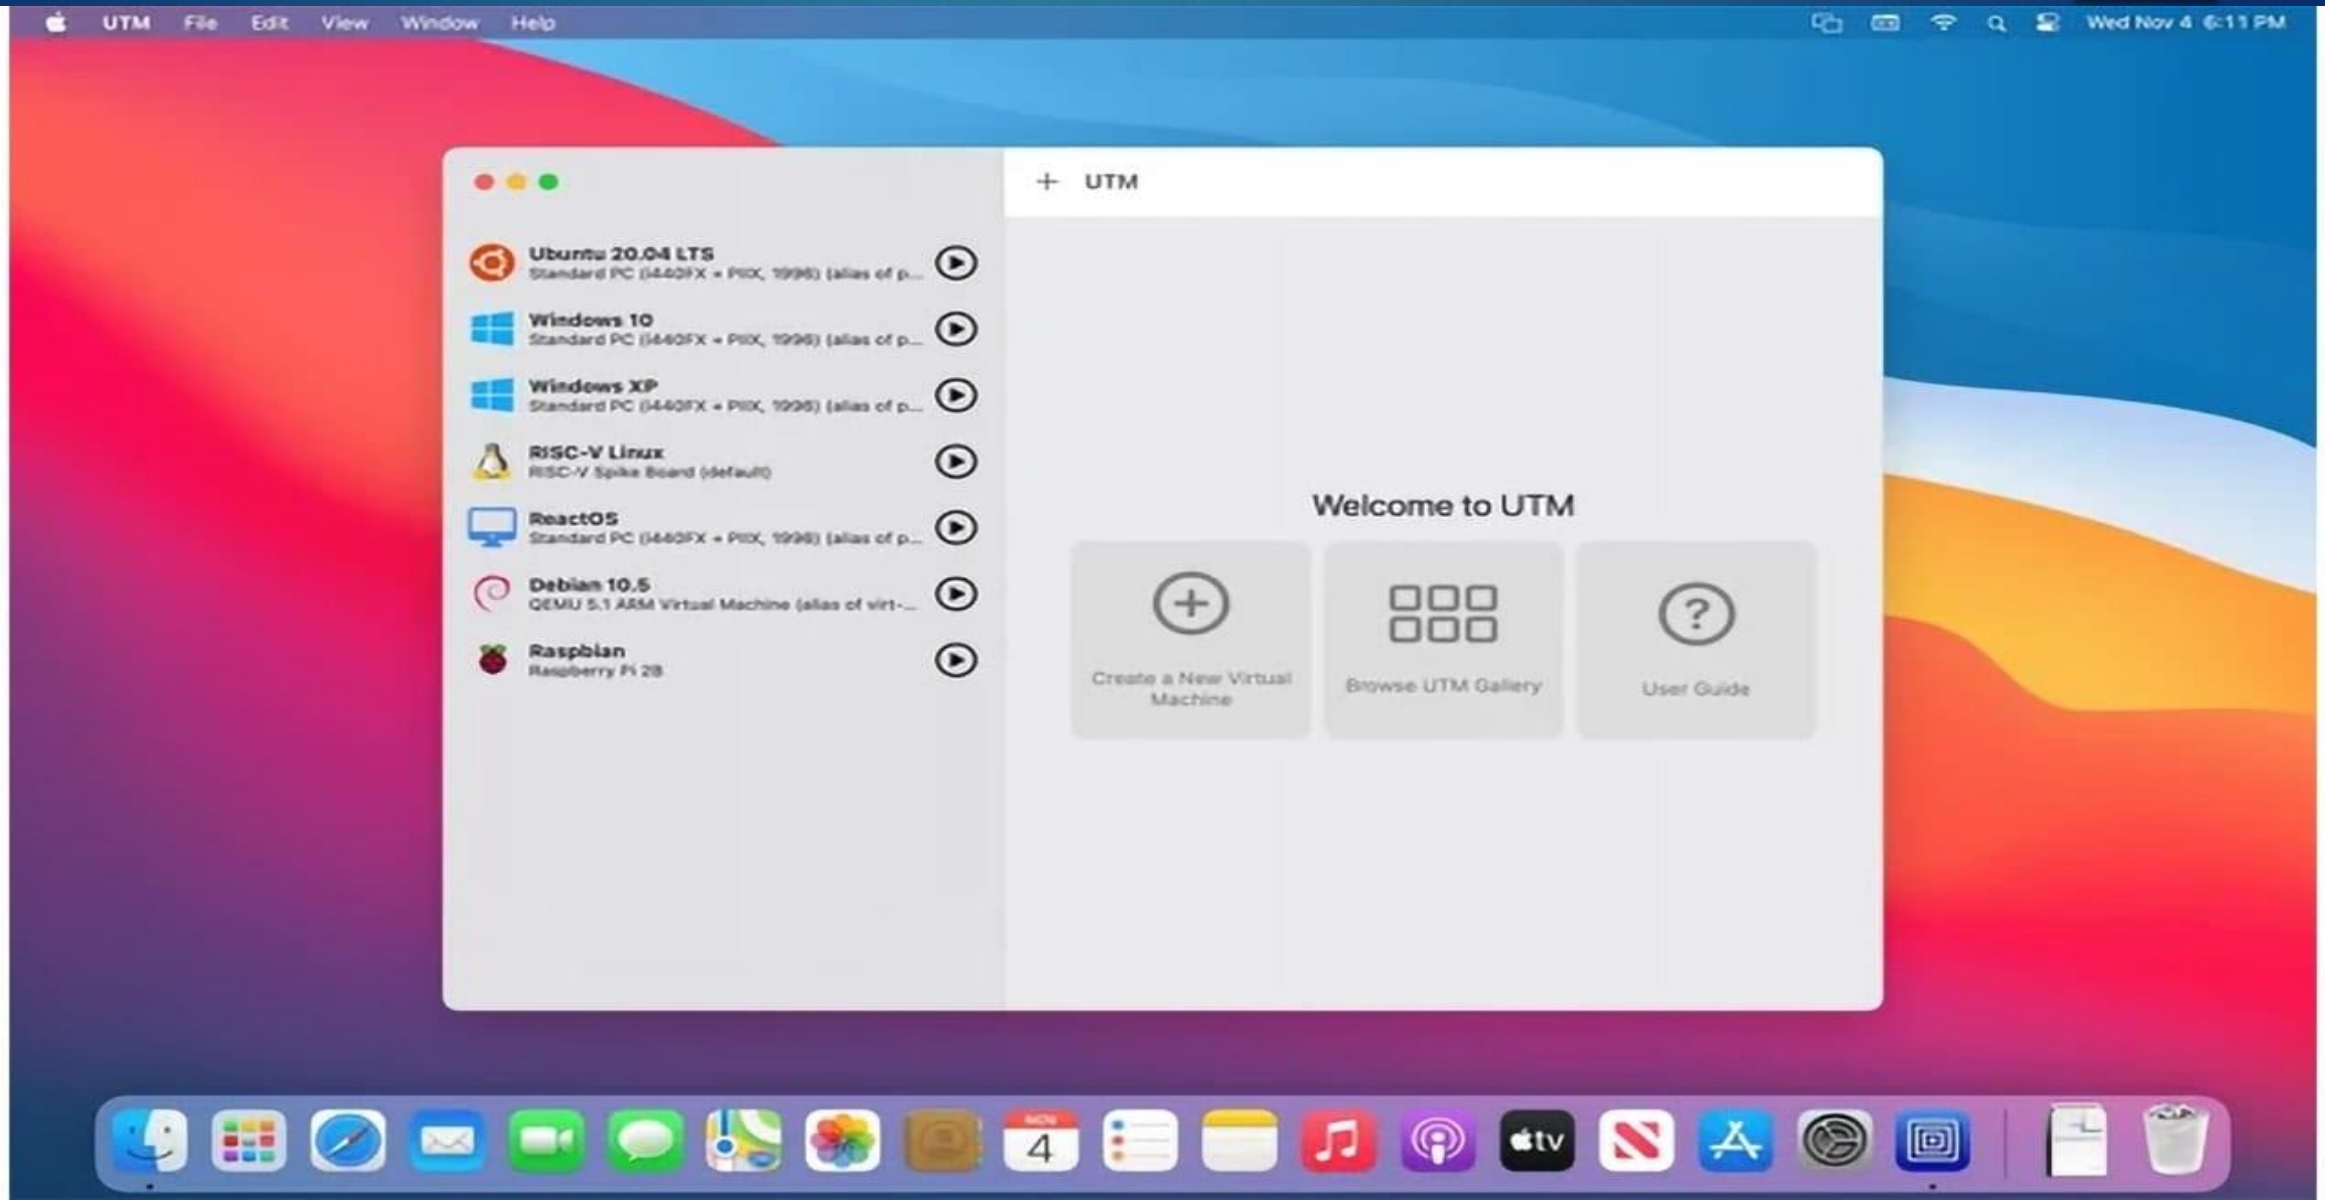 UTM File Edit View Window Help
Wed Nov 4 6:11 PM
UTM
Ubuntu 20.04 LTS
Standard PC (i440FX + PIIX, 1996) (alias of p...
Windows 10
Standard PC (i440FX + PIIX, 1996) (alias of p...
Windows XP
Standard PC (i440FX + PIIX, 1996) (alias of p...
RISC-V Linux
RISC-V Spike Board (default)
ReactOS
Standard PC (i440FX + PIIX, 1996) (alias of p...
Debian 10.5
QEMU 5.1 ARM Virtual Machine (alias of virt-...
Raspbian
Raspberry Pi 2B
Welcome to UTM
Create a New Virtual
Machine
Browse UTM Gallery
User Guide
NOV
4
tv